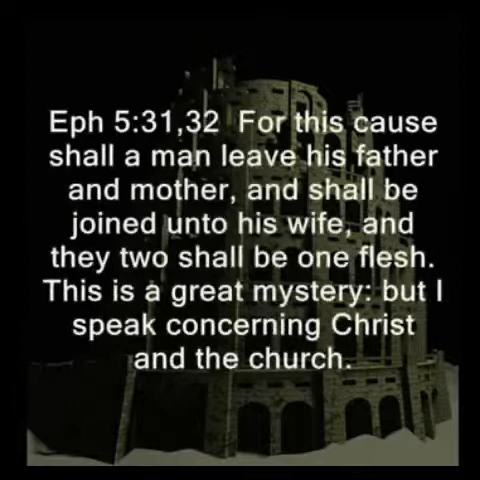 Eph 5:31,32  For this cause
shall a man leave his father
and mother, and shall be
joined unto his wife, and
they two shall be one flesh.
This is a great mystery: but I
speak concerning Christ
and the church.